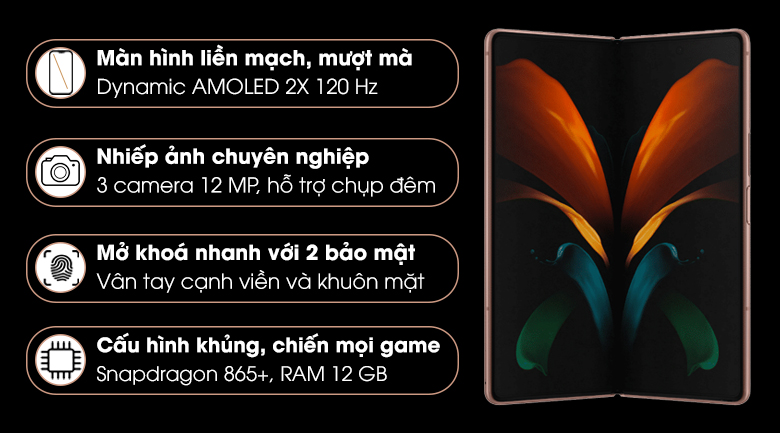 Màn hình liền mạch, mượt mà
Dynamic AMOLED 2X 120 Hz
Nhiếp ảnh chuyên nghiệp
3 camera 12 MP, hỗ trợ chụp đêm
Mở khoá nhanh với 2 bảo mật
Vân tay cạnh viền và khuôn mặt
Cấu hình khủng, chiến mọi game
Snapdragon 865+, RAM 12 GB